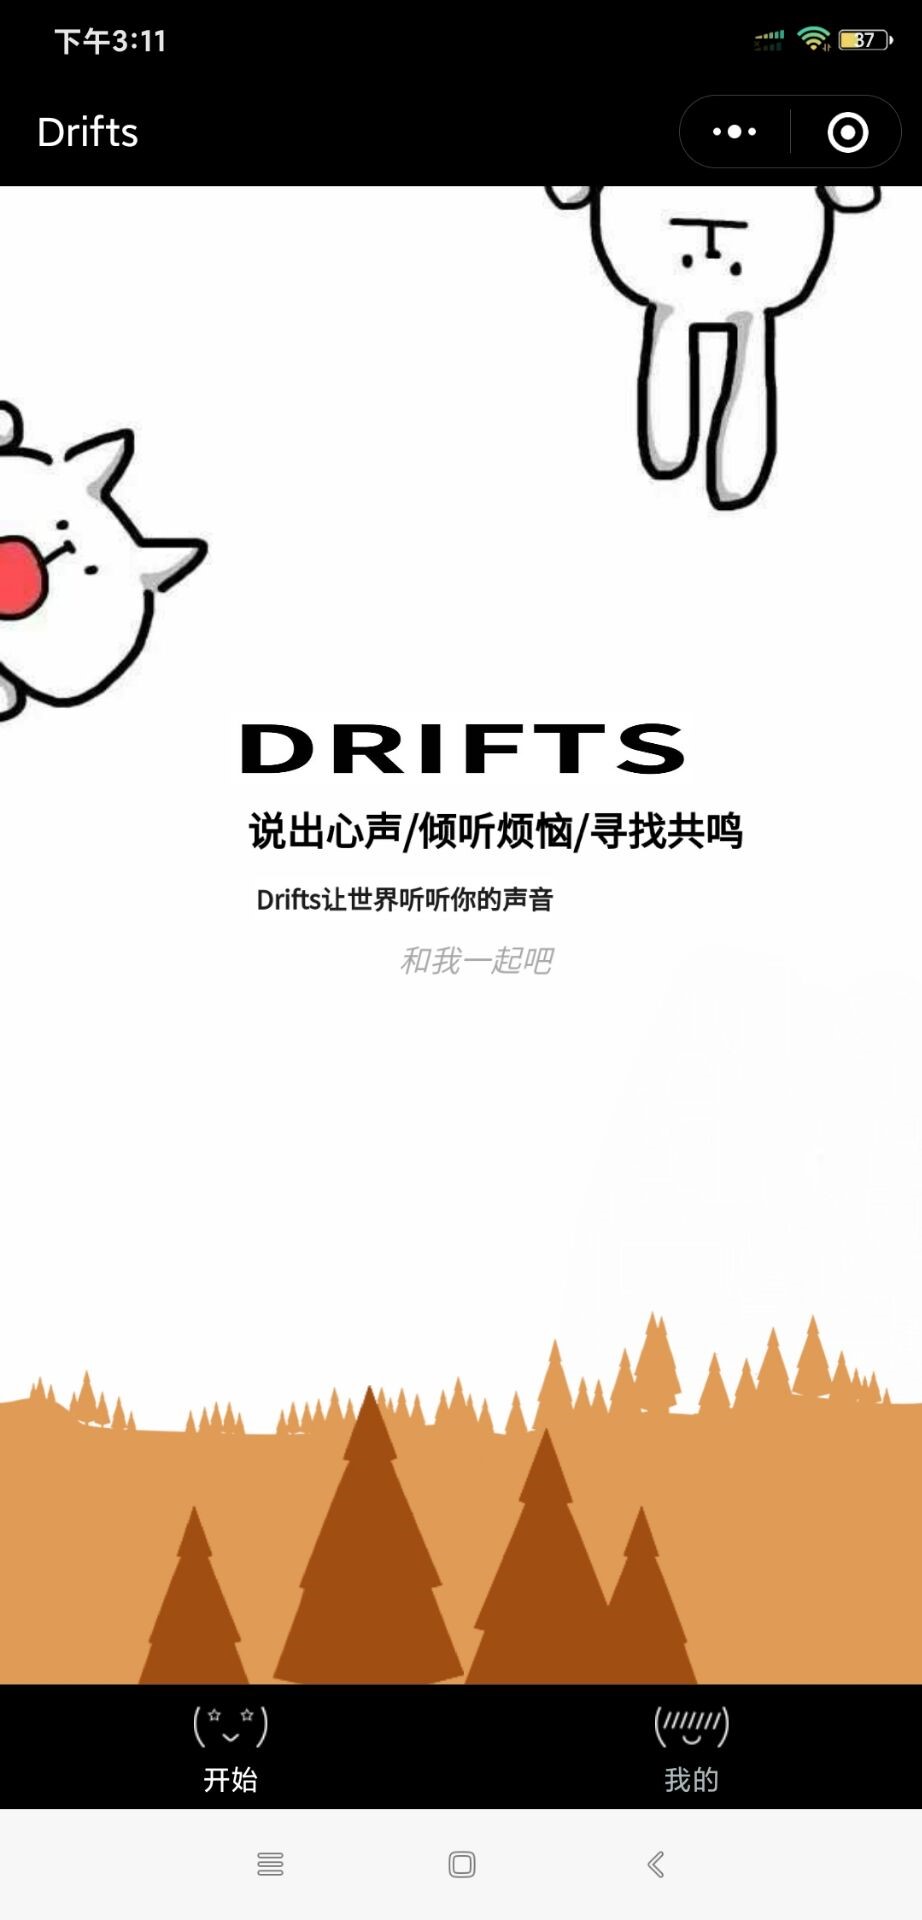 下午3:11
37
Drifts
DRIFTS
说出心声/倾听烦恼/寻找共鸣
Drifts让世界听听你的声音
和我一起吧
开始
我的